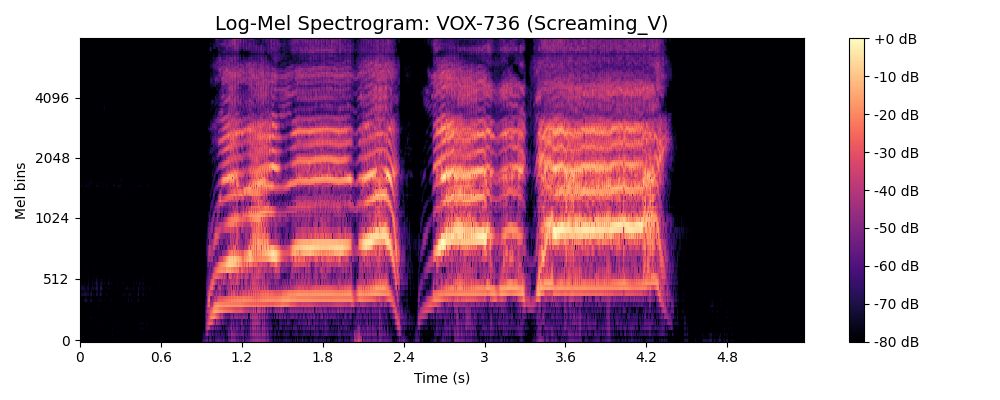 Log-Mel Spectrogram: VOX-736 (Screaming_V)
Mel bins
4096
2048
1024
512
0
0 0.6 1.2 1.8 2.4 3 3.6 4.2 4.8
Time (s)
+0 dB
-10 dB
-20 dB
-30 dB
-40 dB
-50 dB
-60 dB
-70 dB
-80 dB